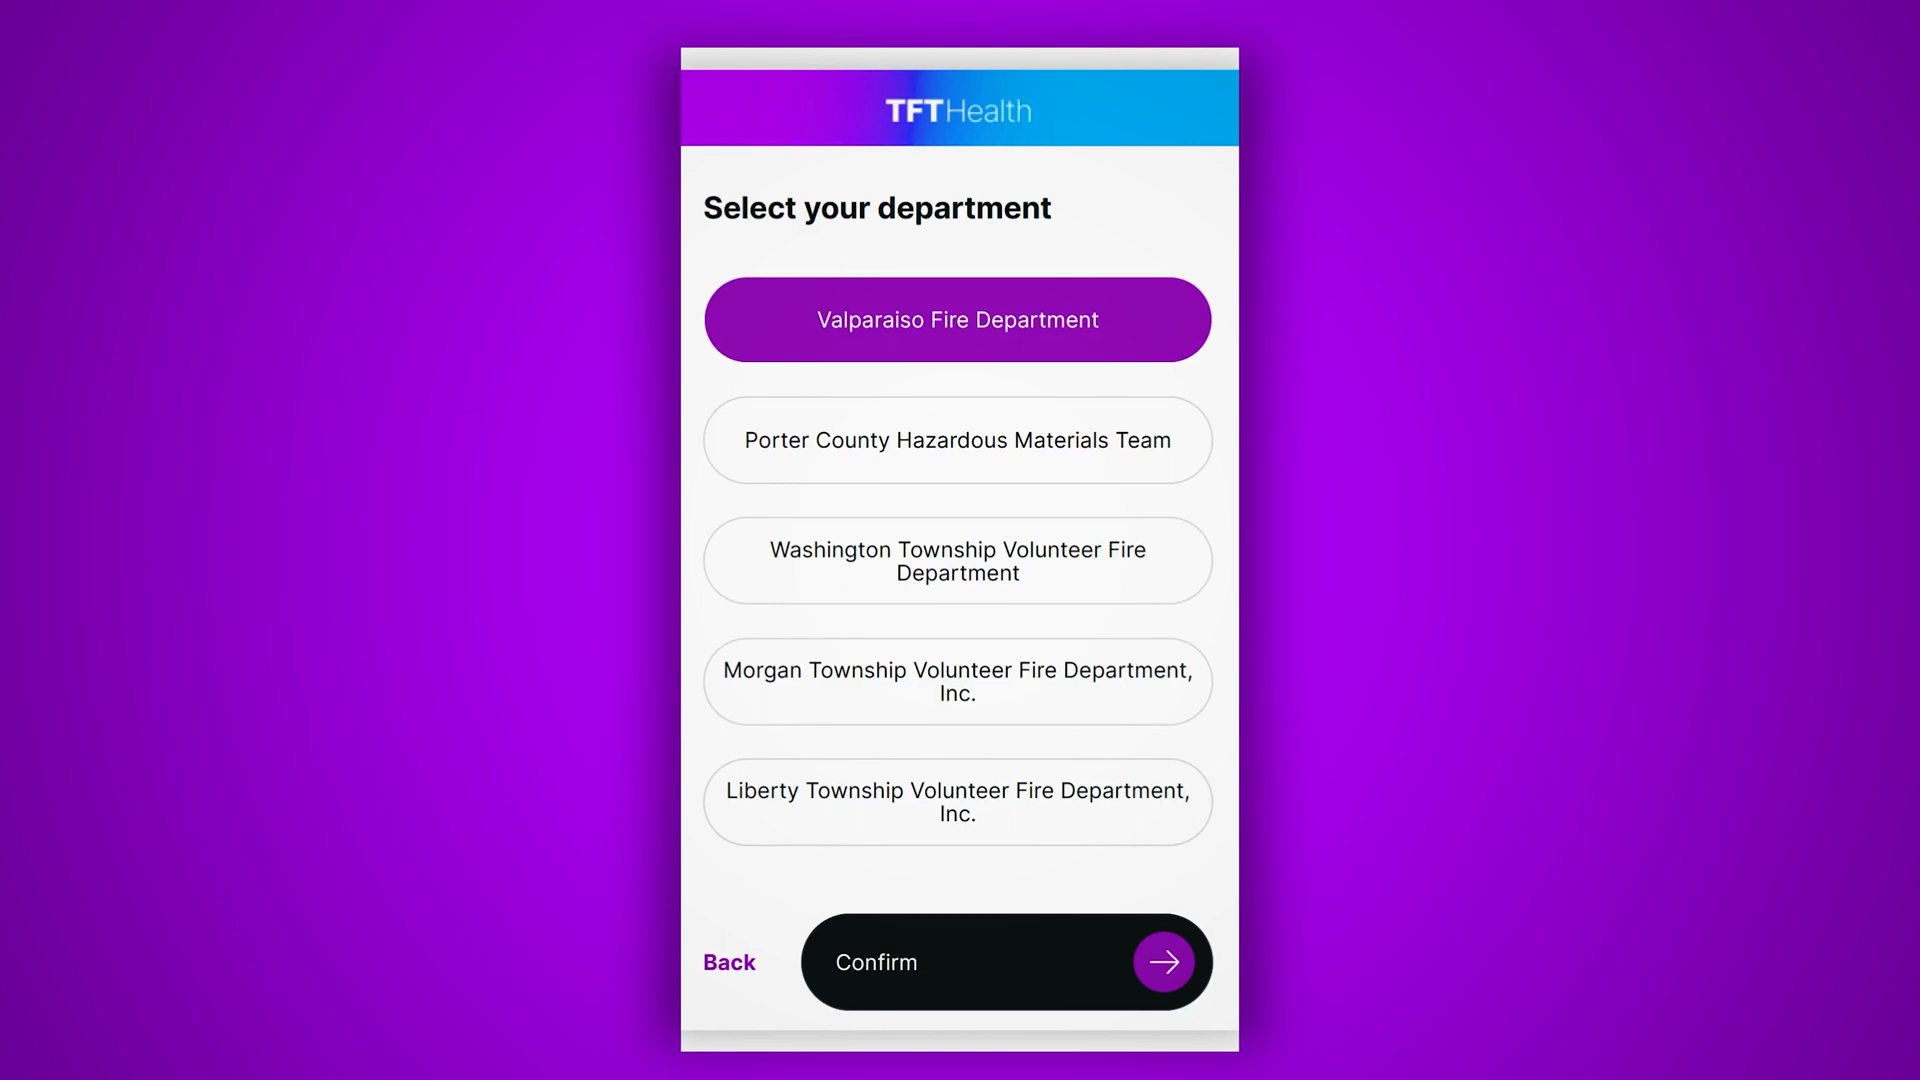 TFTHealth
Select your department
Valparaiso Fire Department
Porter County Hazardous Materials Team
Washington Township Volunteer Fire
Department
Morgan Township Volunteer Fire Department,
Inc.
Liberty Township Volunteer Fire Department,
Inc.
Back
Confirm